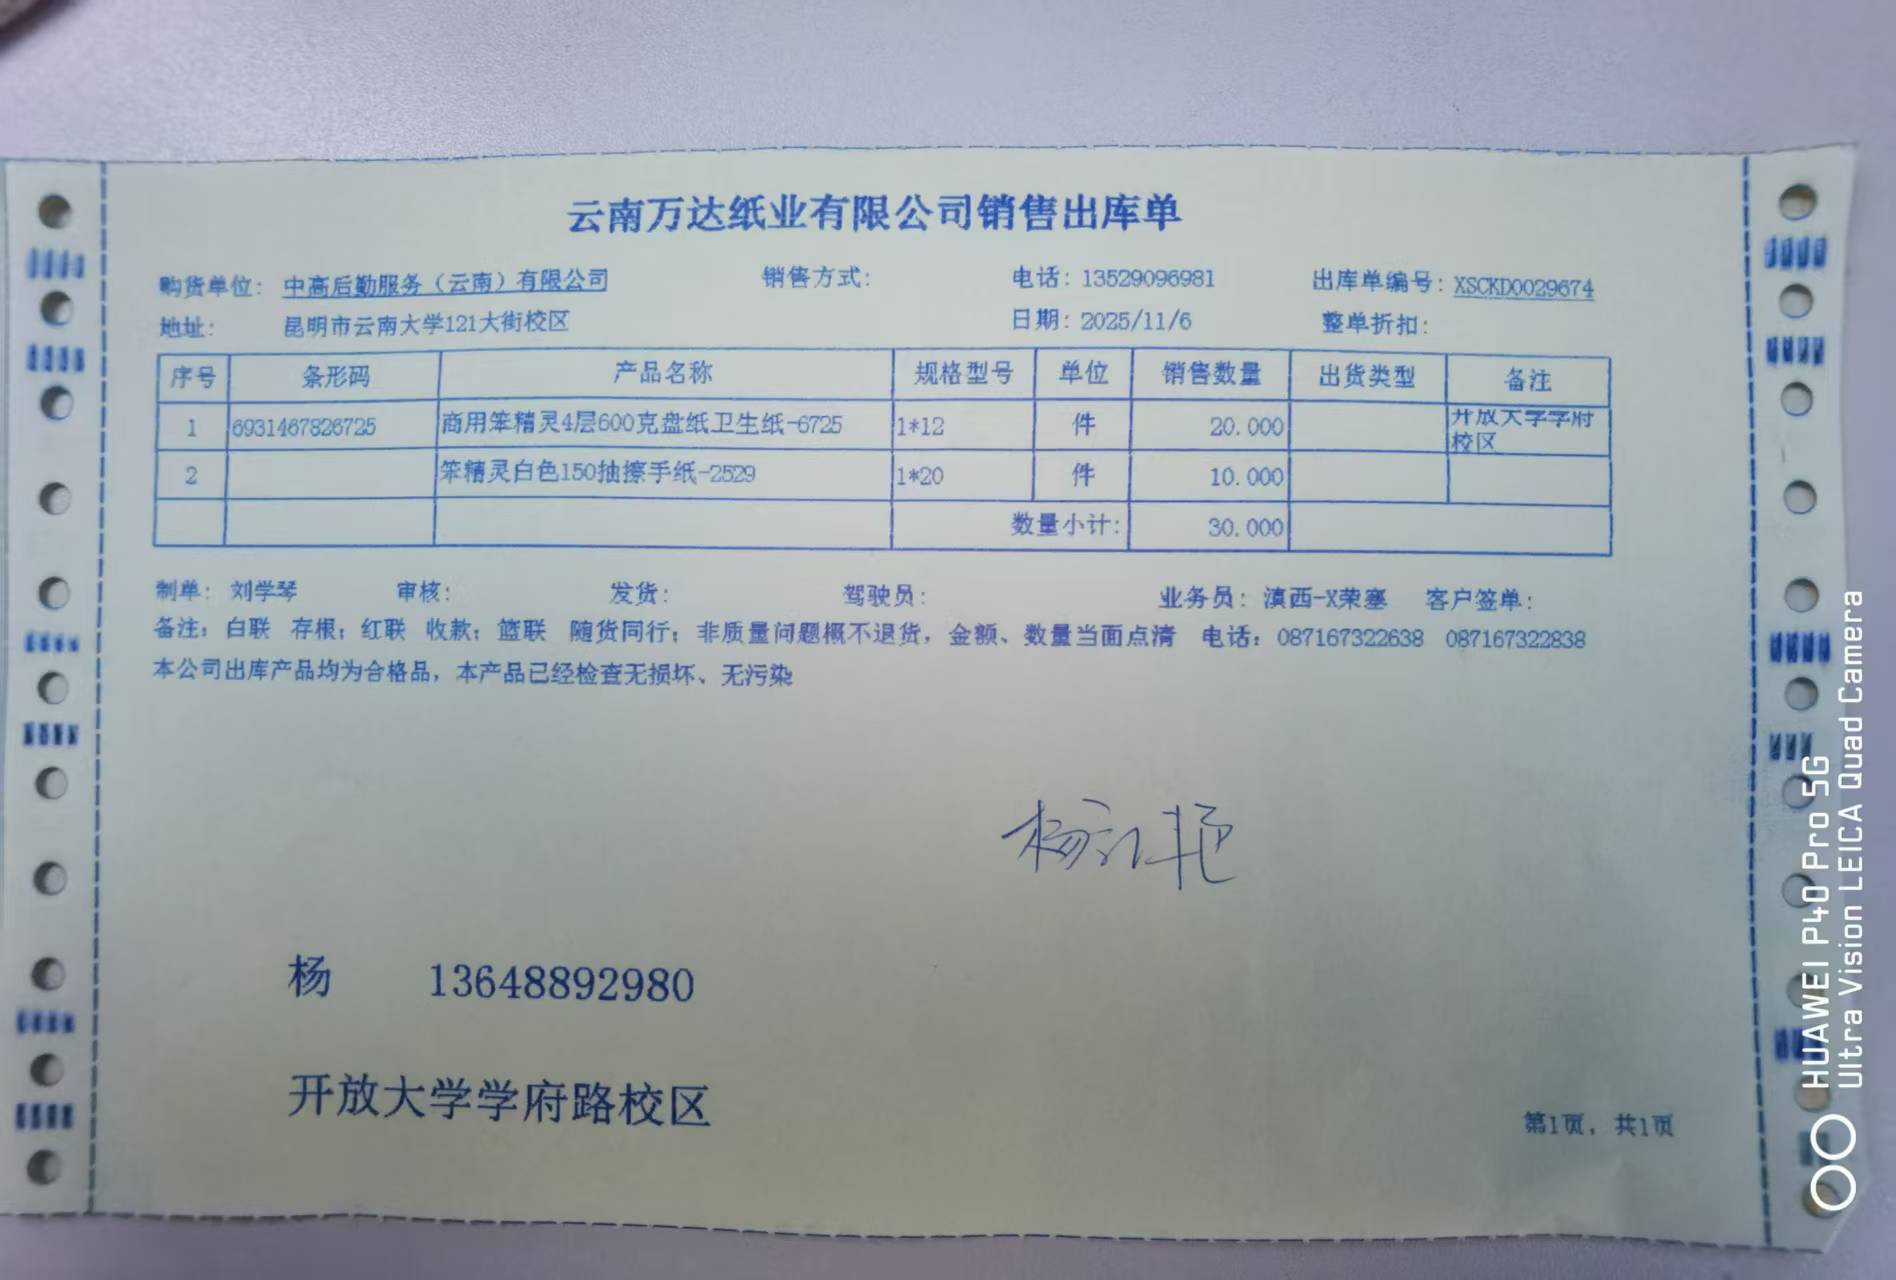 云南万达纸业有限公司销售出库单
购货单位: 中高后勤服务（云南）有限公司 销售方式: 电话: 13529096981 出库单编号: XSCKD0029674
地址: 昆明市云南大学121大街校区 日期: 2025/11/6 整单折扣:
序号 条形码 产品名称 规格型号 单位 销售数量 出货类型 备注
1 6931467826725 商用笨精灵4层600克盘纸卫生纸-6725 1*12 件 20.000 开放大学学府
校区
2 笨精灵白色150抽擦手纸-2529 1*20 件 10.000
数量小计: 30.000
制单: 刘学琴 审核: 发货: 驾驶员: 业务员: 滇西-X荣塞 客户签单:
备注: 白联 存根; 红联 收款; 篮联 随货同行; 非质量问题概不退货, 金额、数量当面点清 电话: 087167322638 087167322838
本公司出库产品均为合格品, 本产品已经检查无损坏、无污染
杨
杨 13648892980
开放大学学府路校区
第1页, 共1页
HUAWEI P40 Pro 5G
Ultra Vision LEICA Quad Camera